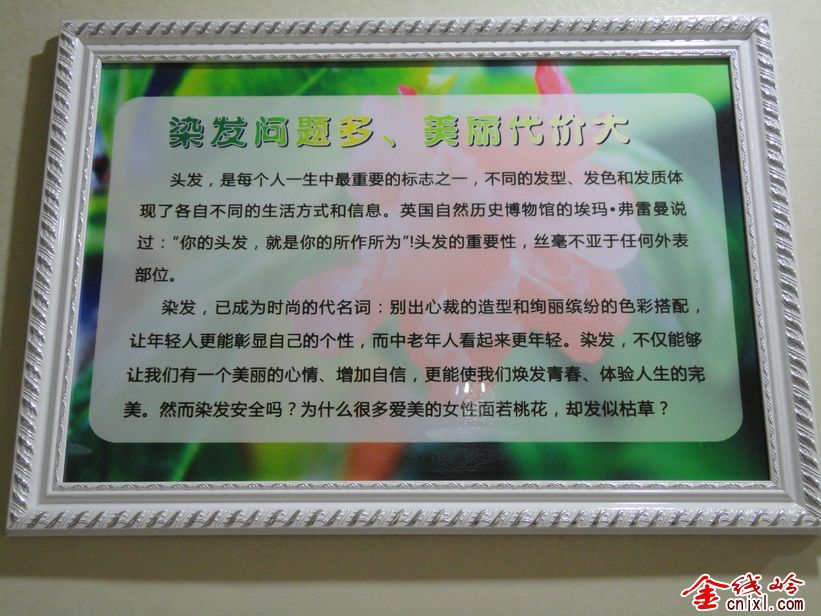 染发问题多、美丽代价大
头发，是每个人一生中最重要的标志之一，不同的发型、发色和发质体
现了各自不同的生活方式和信息。英国自然历史博物馆的埃玛•弗雷曼说
过：“你的头发，就是你的所作所为”!头发的重要性，丝毫不亚于任何外表
部位。
染发，已成为时尚的代名词：别出心裁的造型和绚丽缤纷的色彩搭配，
让年轻人更能彰显自己的个性，而中老年人看起来更年轻。染发，不仅能够
让我们有一个美丽的心情、增加自信，更能使我们焕发青春、体验人生的完
美。然而染发安全吗？为什么很多爱美的女性面若桃花，却发似枯草？
金线岭
cnjxl.com